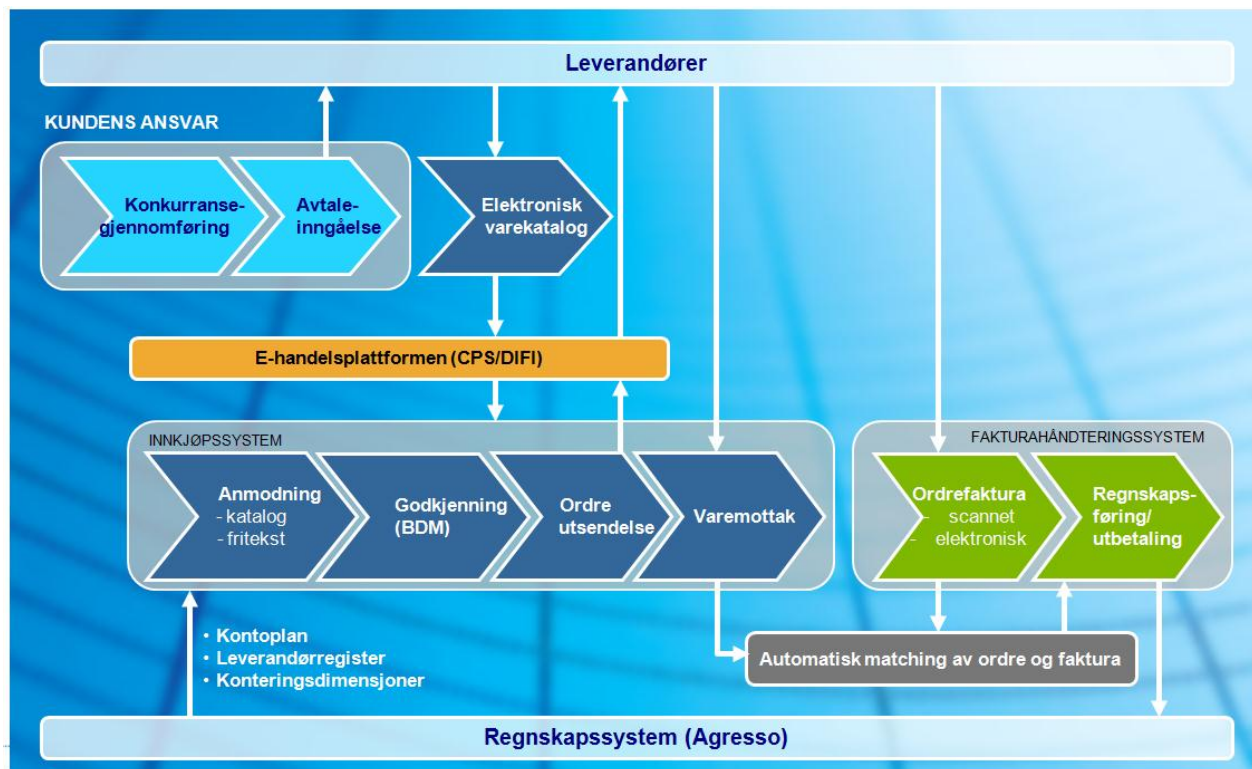 Leverandører
KUNDENS ANSVAR
Konkurranse-
gjennomføring
Avtale-
inngåelse
Elektronisk
varekatalog
E-handelsplattformen (CPS/DIFI)
INNKJØPSSYSTEM
Anmodning
- katalog
- fritekst
Godkjenning
(BDM)
Ordre
utsendelse
Varemottak
FAKTURAHÅNDTERINGSSYSTEM
Ordrefaktura
- scannet
- elektronisk
Regnskaps-
føring/
utbetaling
• Kontoplan
• Leverandørregister
• Konteringsdimensjoner
Automatisk matching av ordre og faktura
Regnskapssystem (Agresso)